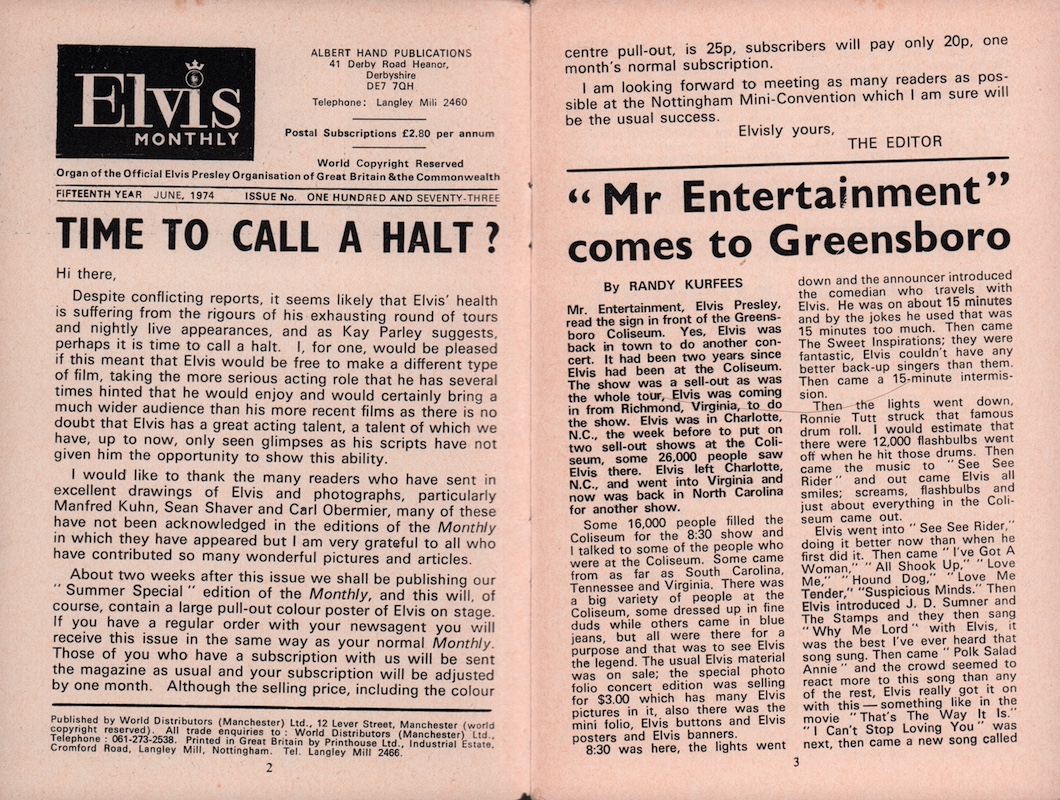 Elvis
MONTHLY
ALBERT HAND PUBLICATIONS
41 Derby Road Heanor,
Derbyshire
DE7 7QH
Telephone: Langley Mill 2460
Postal Subscriptions £2.80 per annum
World Copyright Reserved
Organ of the Official Elvis Presley Organisation of Great Britain &the Commonwealth
FIFTEENTH YEAR JUNE, 1974 ISSUE No. ONE HUNDRED AND SEVENTY-THREE
TIME TO CALL A HALT?
Hi there,
Despite conflicting reports, it seems likely that Elvis' health
is suffering from the rigours of his exhausting round of tours
and nightly live appearances, and as Kay Parley suggests,
perhaps it is time to call a halt. I, for one, would be pleased
if this meant that Elvis would be free to make a different type
of film, taking the more serious acting role that he has several
times hinted that he would enjoy and would certainly bring a
much wider audience than his more recent films as there is no
doubt that Elvis has a great acting talent, a talent of which we
have, up to now, only seen glimpses as his scripts have not
given him the opportunity to show this ability.
I would like to thank the many readers who have sent in
excellent drawings of Elvis and photographs, particularly
Manfred Kuhn, Sean Shaver and Carl Obermier, many of these
have not been acknowledged in the editions of the Monthly
in which they have appeared but I am very grateful to all who
have contributed so many wonderful pictures and articles.
About two weeks after this issue we shall be publishing our
"Summer Special" edition of the Monthly, and this will, of
course, contain a large pull-out colour poster of Elvis on stage.
If you have a regular order with your newsagent you will
receive this issue in the same way as your normal Monthly.
Those of you who have a subscription with us will be sent
the magazine as usual and your subscription will be adjusted
by one month. Although the selling price, including the colour
Published by World Distributors (Manchester) Ltd., 12 Lever Street, Manchester (world
copyright reserved). All trade enquiries to: World Distributors (Manchester) Ltd.,
Telephone: 061-273-2538. Printed in Great Britain by Printhouse Ltd., Industrial Estate,
Cromford Road, Langley Mill, Nottingham. Tel. Langley Mill 2466.
2
centre pull-out, is 25p, subscribers will pay only 20p, one
month's normal subscription.
I am looking forward to meeting as many readers as pos-
sible at the Nottingham Mini-Convention which I am sure will
be the usual success.
Elvisly yours,
THE EDITOR
"Mr Entertainment"
comes to Greensboro
By RANDY KURFEES
Mr. Entertainment, Elvis Presley,
read the sign in front of the Greens-
boro Coliseum. Yes, Elvis was
back in town to do another con-
cert. It had been two years since
Elvis had been at the Coliseum.
The show was a sell-out as was
the whole tour, Elvis was coming
in from Richmond, Virginia, to do
the show. Elvis was in Charlotte,
N.C., the week before to put on
two sell-out shows at the Coli-
seum, some 26,000 people saw
Elvis there. Elvis left Charlotte,
N.C., and went into Virginia and
now was back in North Carolina
for another show.
Some 16,000 people filled the
Coliseum for the 8:30 show and
I talked to some of the people who
were at the Coliseum. Some came
from as far as South Carolina,
Tennessee and Virginia. There was
a big variety of people at the
Coliseum, some dressed up in fine
duds while others came in blue
jeans, but all were there for a
purpose and that was to see Elvis
the legend. The usual Elvis material
was on sale; the special photo
folio concert edition was selling
for $3.00 which has many Elvis
pictures in it, also there was the
mini folio, Elvis buttons and Elvis
posters and Elvis banners.
8:30 was here, the lights went
down and the announcer introduced
the comedian who travels with
Elvis. He was on about 15 minutes
and by the jokes he used that was
15 minutes too much. Then came
The Sweet Inspirations; they were
fantastic, Elvis couldn't have any
better back-up singers than them.
Then came a 15-minute intermis-
sion.
Then the lights went down,
Ronnie Tutt struck that famous
drum roll. I would estimate that
there were 12,000 flashbulbs went
off when he hit those drums. Then
came the music to "See See
Rider" and out came Elvis all
smiles; screams, flashbulbs and
just about everything in the Coli-
seum came out.
Elvis went into "See See Rider,"
doing it better now than when he
first did it. Then came "I've Got A
Woman," "All Shook Up," "Love
Me," "Hound Dog," "Love Me
Tender," "Suspicious Minds." Then
Elvis introduced J. D. Sumner and
The Stamps and they then sang
"Why Me Lord" with Elvis, it
was the best I've ever heard that
song sung. Then came "Polk Salad
Annie" and the crowd seemed to
react more to this song than any
of the rest, Elvis really got it on
with this — something like in the
movie "That's The Way It Is."
"I Can't Stop Loving You" was
next, then came a new song called
3